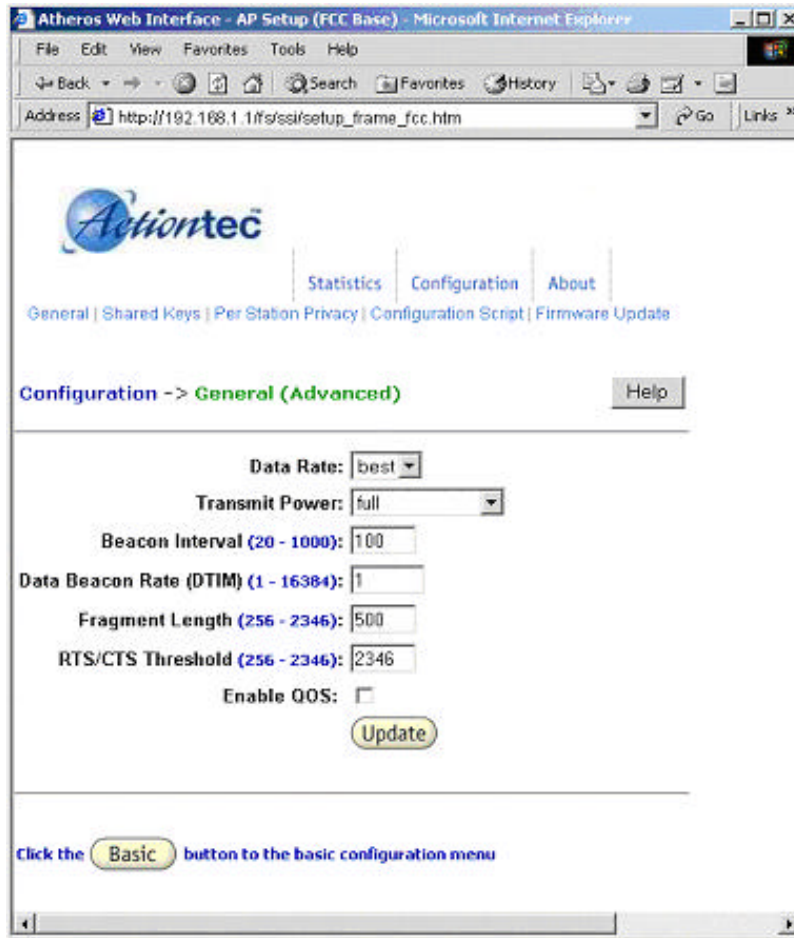 Atheros Web Interface - AP Setup (FCC Base) - Microsoft Internet Explorer
File Edit View Favorites Tools Help
Back Search Favorites History
Address http://192.168.1.1/fs/ssi/setup_frame_fcc.htm Go Links »
Actiontec™
Statistics Configuration About
General | Shared Keys | Per Station Privacy | Configuration Script | Firmware Update
Configuration -> General (Advanced) Help
Data Rate: best
Transmit Power: full
Beacon Interval (20 - 1000): 100
Data Beacon Rate (DTIM) (1 - 16384): 1
Fragment Length (256 - 2346): 500
RTS/CTS Threshold (256 - 2346): 2346
Enable QOS:
Update
Click the Basic button to the basic configuration menu